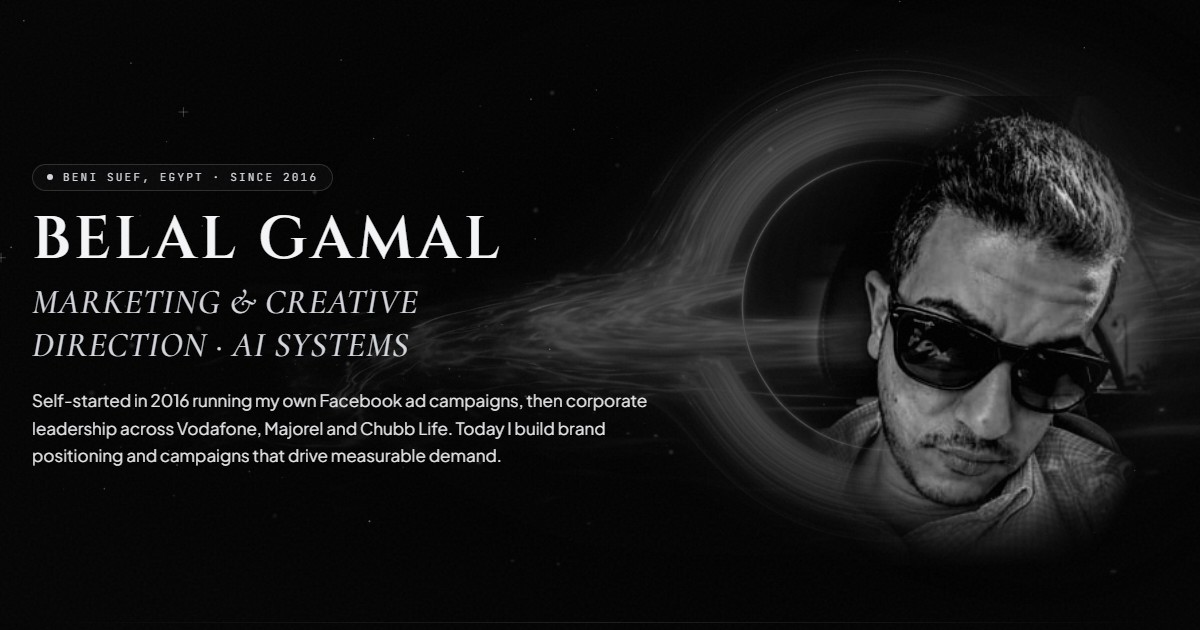 BENI SUEF, EGYPT · SINCE 2016
BELAL GAMAL
MARKETING & CREATIVE
DIRECTION · AI SYSTEMS
Self-started in 2016 running my own Facebook ad campaigns, then corporate
leadership across Vodafone, Majorel and Chubb Life. Today I build brand
positioning and campaigns that drive measurable demand.